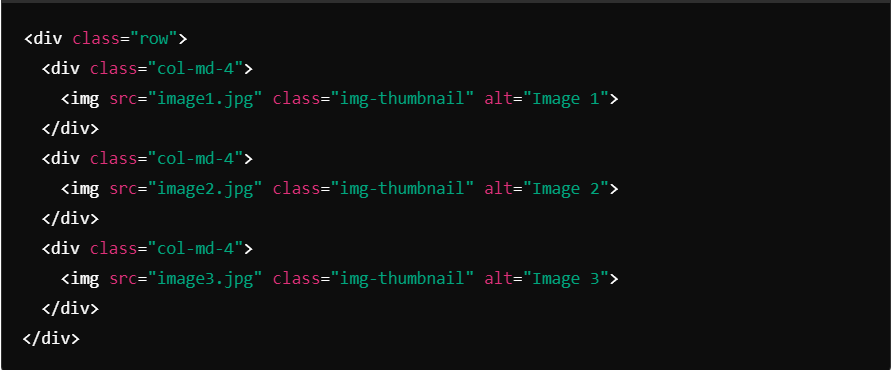 <div class="row">
  <div class="col-md-4">
    <img src="image1.jpg" class="img-thumbnail" alt="Image 1">
  </div>
  <div class="col-md-4">
    <img src="image2.jpg" class="img-thumbnail" alt="Image 2">
  </div>
  <div class="col-md-4">
    <img src="image3.jpg" class="img-thumbnail" alt="Image 3">
  </div>
</div>